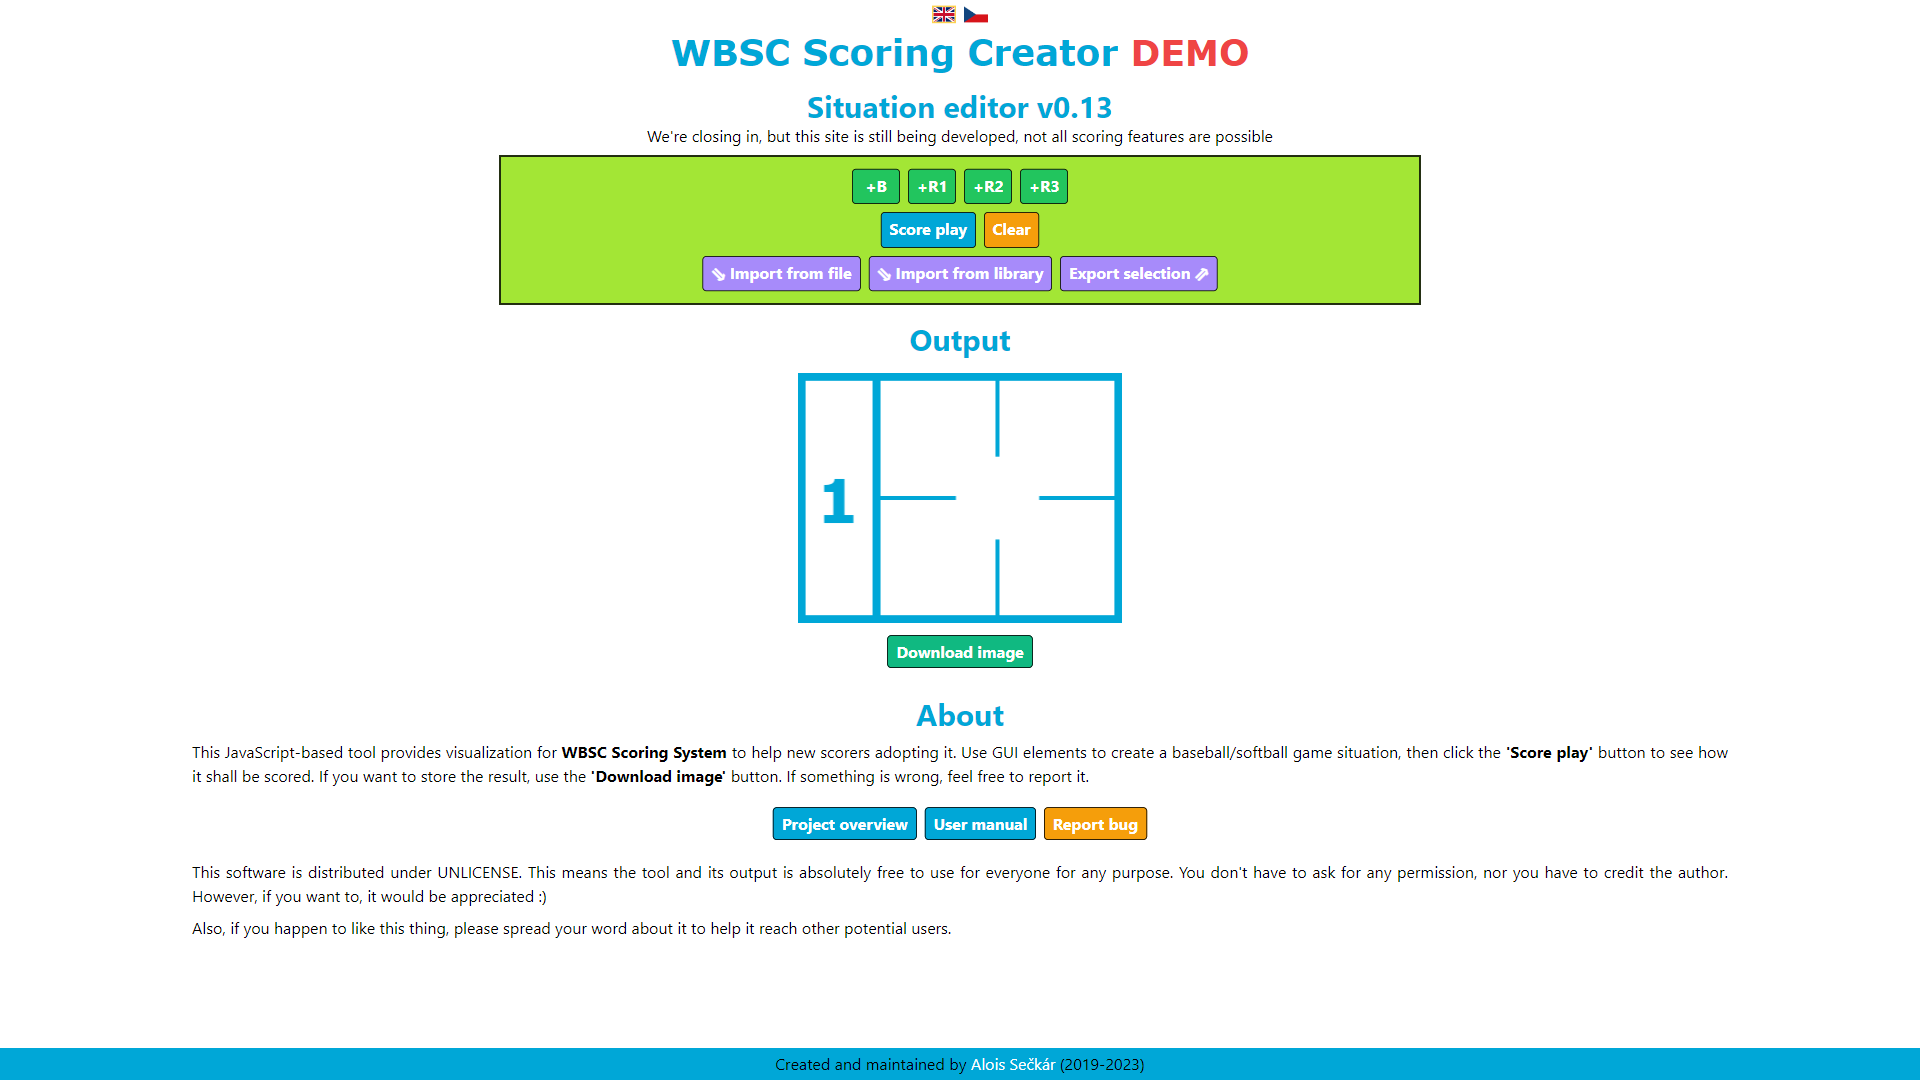 WBSC Scoring Creator DEMO
Situation editor v0.13
We're closing in, but this site is still being developed, not all scoring features are possible
+B +R1 +R2 +R3
Score play Clear
⇘ Import from file ⇘ Import from library Export selection ⇗
Output
1
Download image
About
This JavaScript-based tool provides visualization for WBSC Scoring System to help new scorers adopting it. Use GUI elements to create a baseball/softball game situation, then click the 'Score play' button to see how
it shall be scored. If you want to store the result, use the 'Download image' button. If something is wrong, feel free to report it.
Project overview User manual Report bug
This software is distributed under UNLICENSE. This means the tool and its output is absolutely free to use for everyone for any purpose. You don't have to ask for any permission, nor you have to credit the author.
However, if you want to, it would be appreciated :)
Also, if you happen to like this thing, please spread your word about it to help it reach other potential users.
Created and maintained by Alois Sečkár (2019-2023)